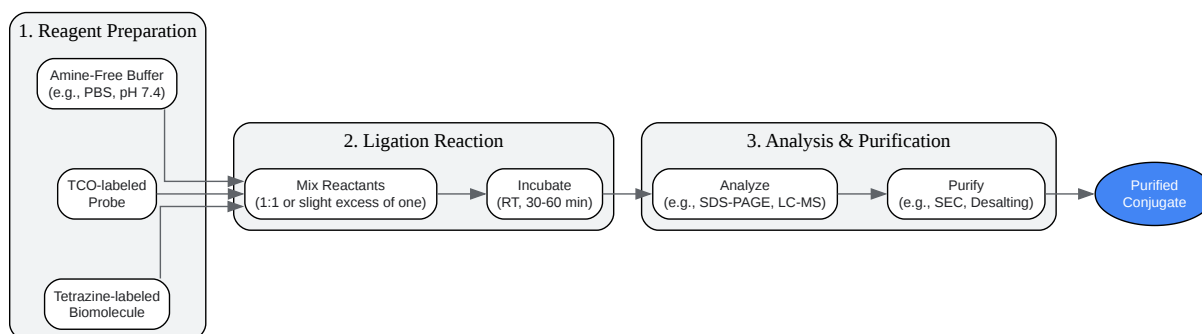 1. Reagent Preparation
Amine-Free Buffer
(e.g., PBS, pH 7.4)
TCO-labeled
Probe
Tetrazine-labeled
Biomolecule
2. Ligation Reaction
Mix Reactants
(1:1 or slight excess of one)
Incubate
(RT, 30-60 min)
3. Analysis & Purification
Analyze
(e.g., SDS-PAGE, LC-MS)
Purify
(e.g., SEC, Desalting)
Purified
Conjugate